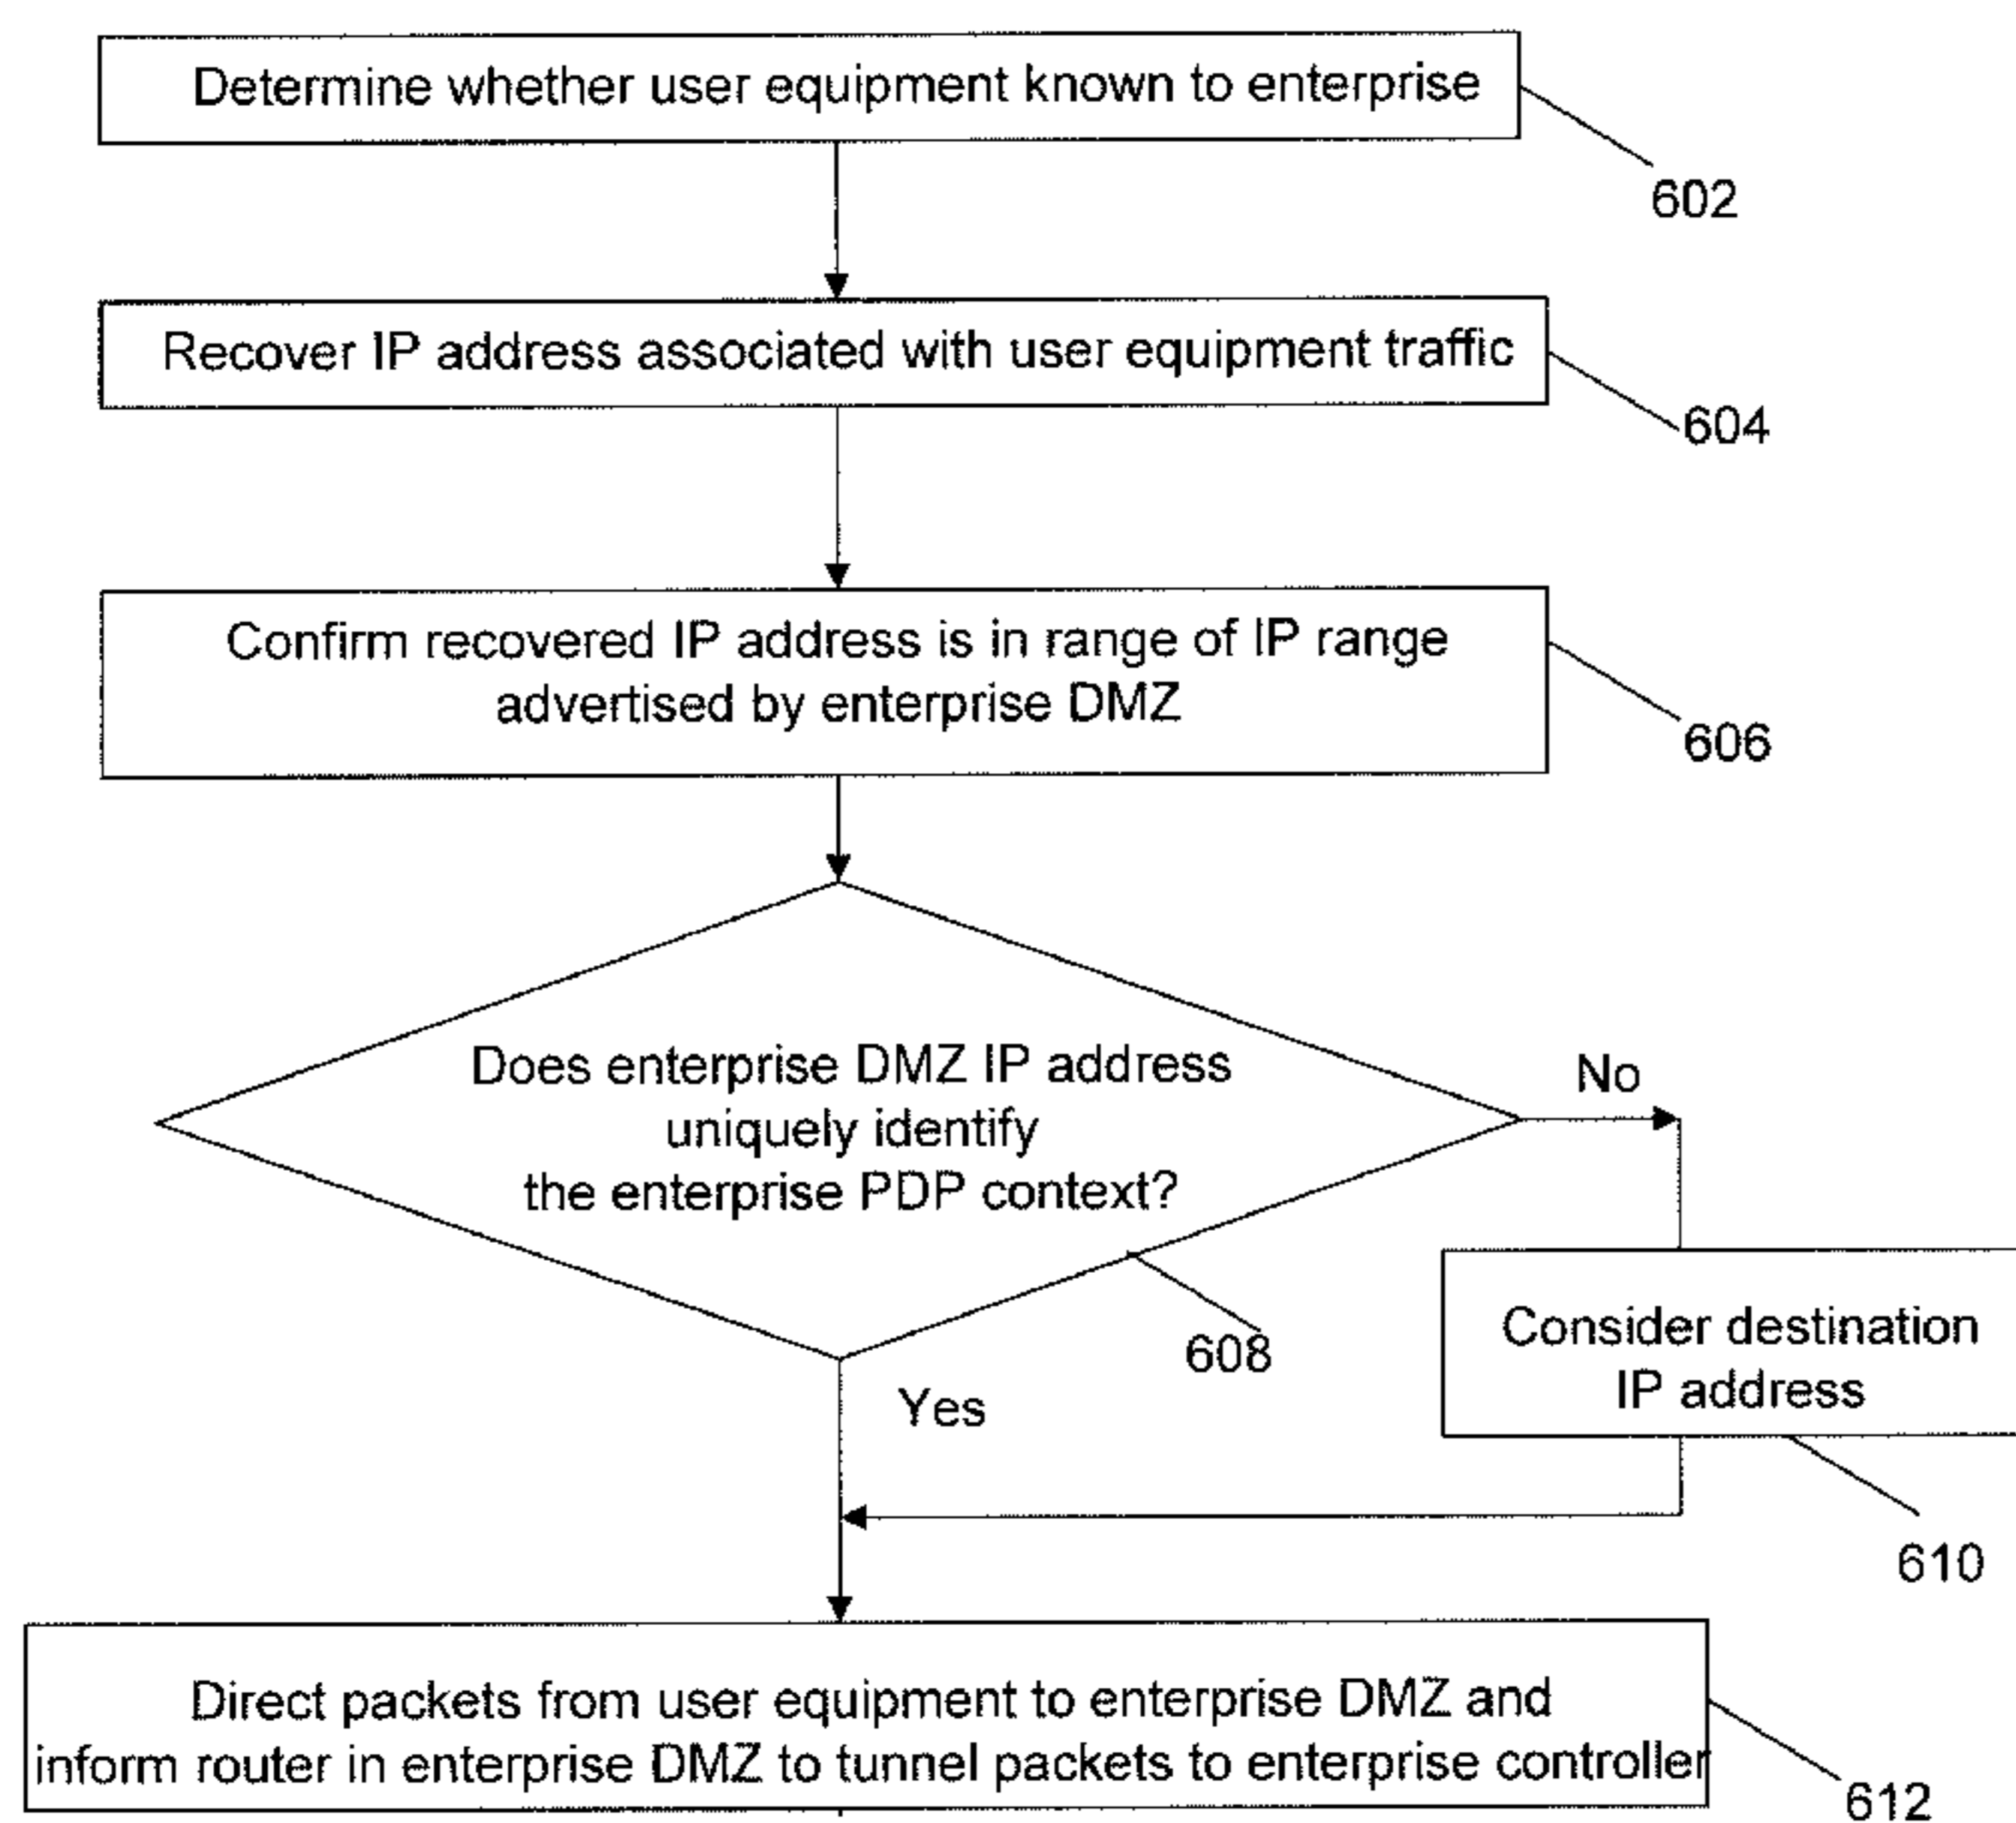 Determine whether user equipment known to enterprise
602
Recover IP address associated with user equipment traffic
604
Confirm recovered IP address is in range of IP range
advertised by enterprise DMZ
606
Does enterprise DMZ IP address
uniquely identify
the enterprise PDP context?
No
608
Consider destination
IP address
Yes
610
Direct packets from user equipment to enterprise DMZ and
inform router in enterprise DMZ to tunnel packets to enterprise controller
612